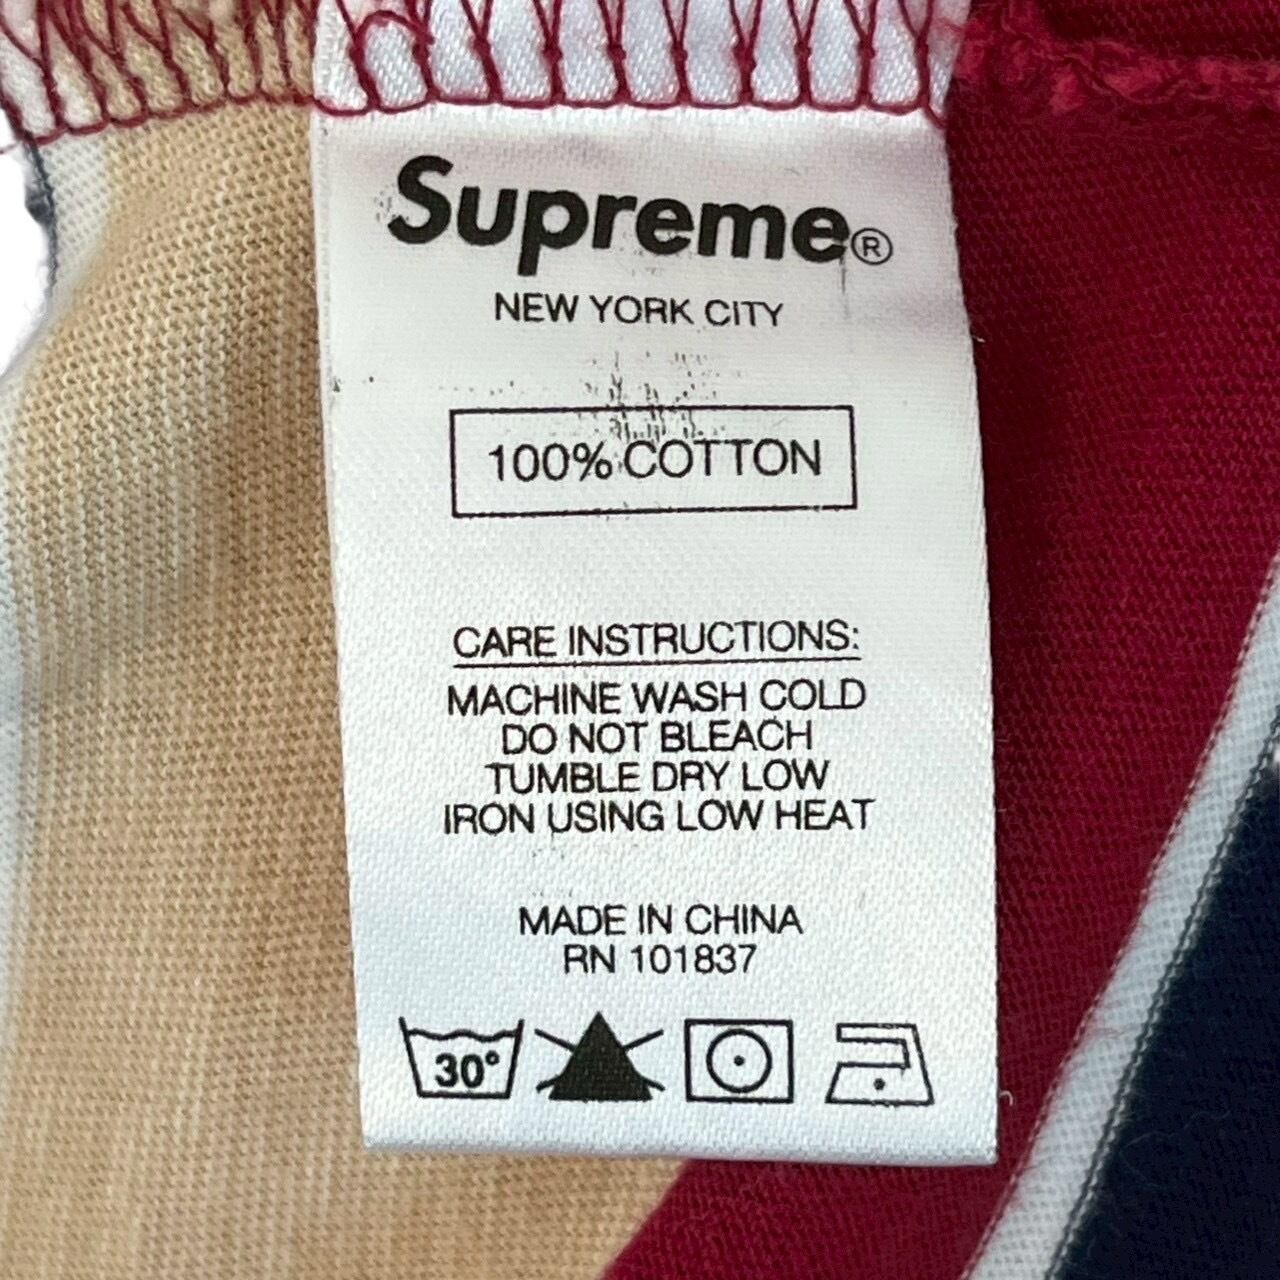 Supreme®
NEW YORK CITY
100% COTTON
CARE INSTRUCTIONS:
MACHINE WASH COLD
DO NOT BLEACH
TUMBLE DRY LOW
IRON USING LOW HEAT
MADE IN CHINA
RN 101837
30°